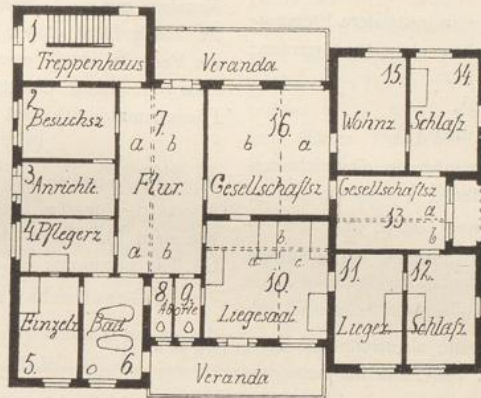 1
Treppenhaus
Veranda
2
Besuchsz
7.
a b
Flur
a b
16.
b a
Gesellschaftsz
15.
Wohnz
14.
Schlafz
3
Anrichte
4. Pflegerz
Gesellschaftsz
a
13
b
b
a c
10.
Liegesaal
8. 9.
Aborte
Einzelz
5.
Bad
6.
11.
Liegez
12.
Schlafz
Veranda